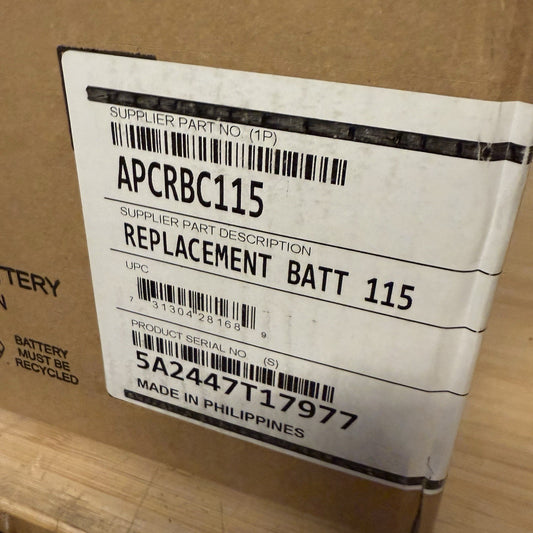 SUPPLIER PART NO. (1P)
APCRBC115
SUPPLIER PART DESCRIPTION
REPLACEMENT BATT 115
UPC
7 31304 28168 9
PRODUCT SERIAL NO. (S)
5A2447T17977
MADE IN PHILIPPINES
TTERY
N
BATTERY
MUST BE
RECYCLED